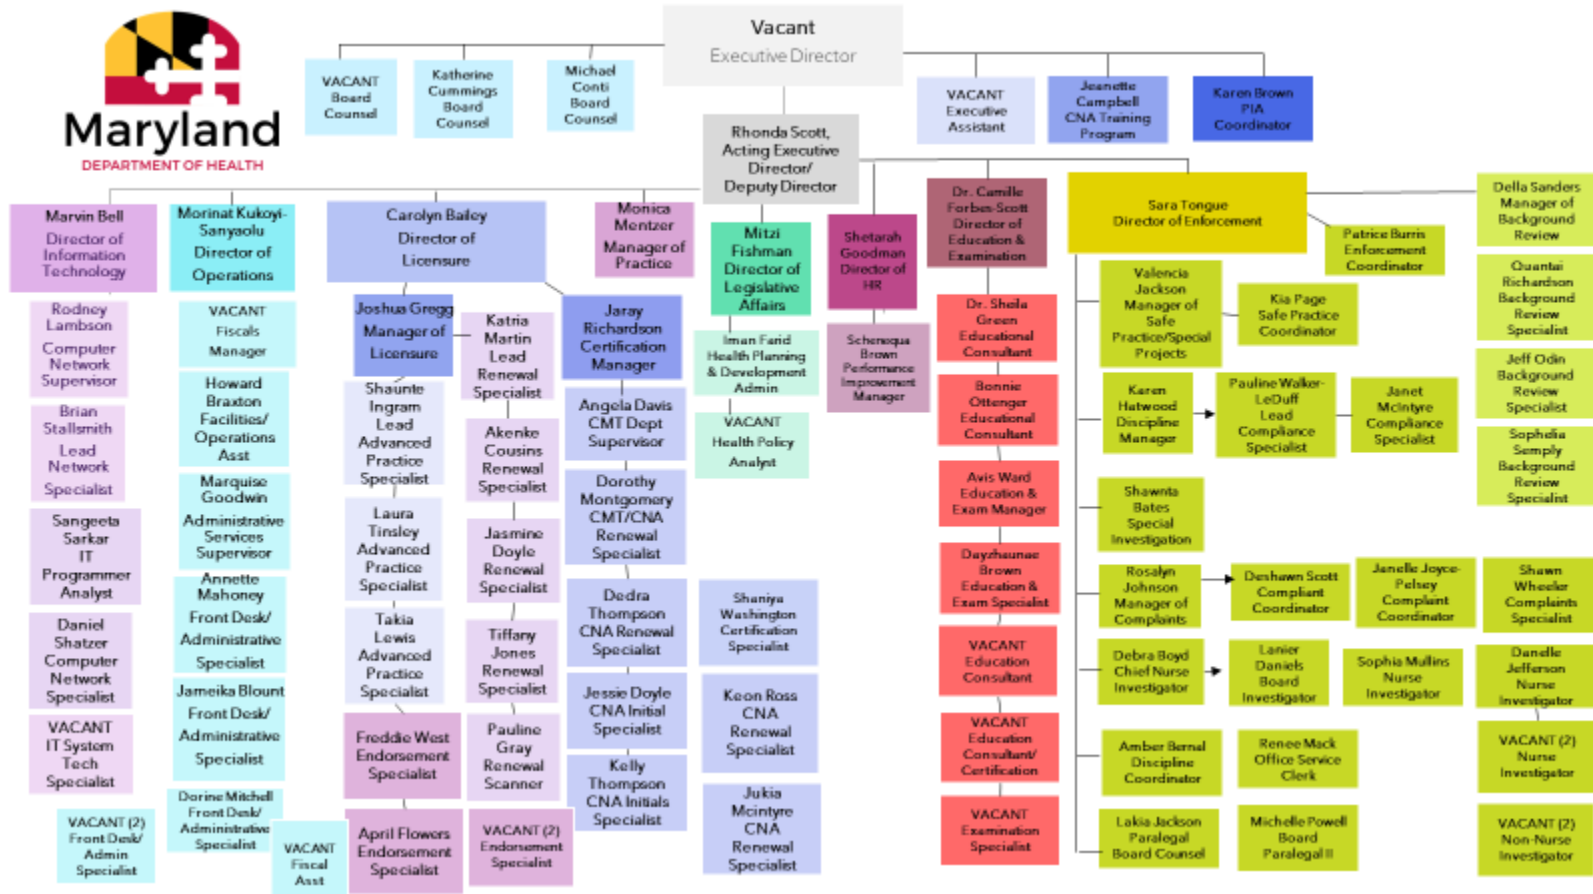 Maryland
DEPARTMENT OF HEALTH
Vacant
Executive Director
VACANT
Board
Counsel
Katherine
Cummings
Board
Counsel
Michael
Conti
Board
Counsel
VACANT
Executive
Assistant
Jeanette
Campbell
CNA Training
Program
Karen Brown
PIA
Coordinator
Rhonda Scott,
Acting Executive
Director/
Deputy Director
Marvin Bell
Director of
Information
Technology
Rodney
Lambson
Computer
Network
Supervisor
Brian
Stallsmith
Lead
Network
Specialist
Sangeeta
Sarkar
IT
Programmer
Analyst
Daniel
Shatzer
Computer
Network
Specialist
VACANT
IT System
Tech
Specialist
VACANT (2)
Front Desk/
Admin
Specialist
Morinat Kukoyi-
Sanyaolu
Director of
Operations
VACANT
Fiscals
Manager
Howard
Braxton
Facilities/
Operations
Asst
Marquise
Goodwin
Administrative
Services
Supervisor
Annette
Mahoney
Front Desk/
Administrative
Specialist
Jameika Blount
Front Desk/
Administrative
Specialist
Dorine Mitchell
Front Desk/
Administrative
Specialist
VACANT
Fiscal
Asst
Carolyn Bailey
Director of
Licensure
Joshua Gregg
Manager of
Licensure
Shaunte
Ingram
Lead
Advanced
Practice
Specialist
Laura
Tinsley
Advanced
Practice
Specialist
Takia
Lewis
Advanced
Practice
Specialist
Freddie West
Endorsement
Specialist
April Flowers
Endorsement
Specialist
Katria
Martin
Lead
Renewal
Specialist
Akenke
Cousins
Renewal
Specialist
Jasmine
Doyle
Renewal
Specialist
Tiffany
Jones
Renewal
Specialist
Pauline
Gray
Renewal
Scanner
VACANT (2)
Endorsement
Specialist
Jaray
Richardson
Certification
Manager
Angela Davis
CMT Dept
Supervisor
Dorothy
Montgomery
CMT/CNA
Renewal
Specialist
Dedra
Thompson
CNA Renewal
Specialist
Jessie Doyle
CNA Initial
Specialist
Kelly
Thompson
CNA Initials
Specialist
Shaniya
Washington
Certification
Specialist
Keon Ross
CNA
Renewal
Specialist
Jukia
Mcintyre
CNA
Renewal
Specialist
Monica
Mentzer
Manager of
Practice
Mitzi
Fishman
Director of
Legislative
Affairs
Iman Farid
Health Planning
& Development
Admin
VACANT
Health Policy
Analyst
Shetarah
Goodman
Director of
HR
Schenequa
Brown
Performance
Improvement
Manager
Dr. Camille
Forbes-Scott
Director of
Education &
Examination
Dr. Sheila
Green
Educational
Consultant
Bonnie
Ottenger
Educational
Consultant
Avis Ward
Education &
Exam Manager
Dayzhaunae
Brown
Education &
Exam Specialist
VACANT
Education
Consultant
VACANT
Education
Consultant/
Certification
VACANT
Examination
Specialist
Sara Tongue
Director of Enforcement
Patrice Burris
Enforcement
Coordinator
Valencia
Jackson
Manager of
Safe
Practice/Special
Projects
Kia Page
Safe Practice
Coordinator
Karen
Hatwood
Discipline
Manager
Pauline Walker-
LeDuff
Lead
Compliance
Specialist
Janet
McIntyre
Compliance
Specialist
Shawnta
Bates
Special
Investigation
Rosalyn
Johnson
Manager of
Complaints
Deshawn Scott
Compliant
Coordinator
Janelle Joyce-
Pelsey
Complaint
Coordinator
Shawn
Wheeler
Complaints
Specialist
Debra Boyd
Chief Nurse
Investigator
Lanier
Daniels
Board
Investigator
Sophia Mullins
Nurse
Investigator
Danelle
Jefferson
Nurse
Investigator
Amber Bernal
Discipline
Coordinator
Renee Mack
Office Service
Clerk
VACANT (2)
Nurse
Investigator
Lakia Jackson
Paralegal
Board Counsel
Michelle Powell
Board
Paralegal II
VACANT (2)
Non-Nurse
Investigator
Della Sanders
Manager of
Background
Review
Quantai
Richardson
Background
Review
Specialist
Jeff Odin
Background
Review
Specialist
Sophelia
Semply
Background
Review
Specialist